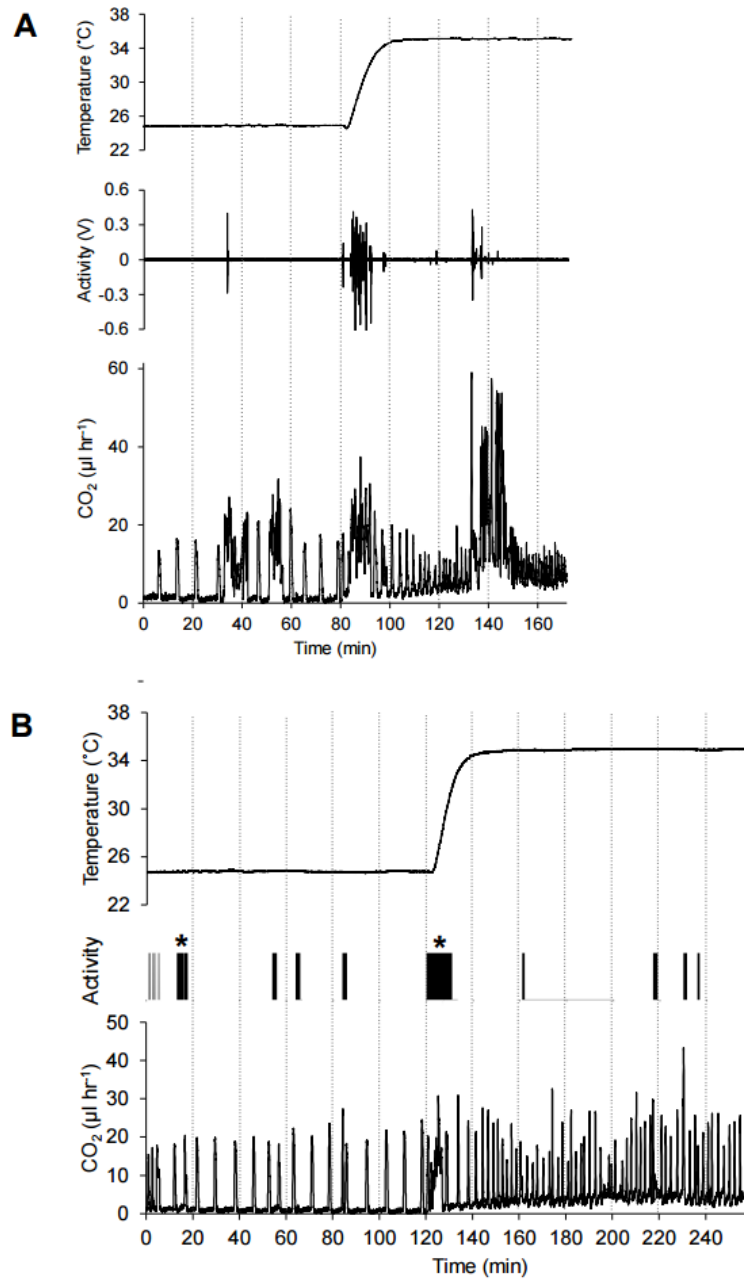 A
Temperature (°C)
38
34
30
26
22
Activity (V)
0.6
0.3
0
-0.3
-0.6
CO₂ (µl hr⁻¹)
60
40
20
0
0 20 40 60 80 100 120 140 160
Time (min)
B
Temperature (°C)
38
34
30
26
22
Activity
* *
CO₂ (µl hr⁻¹)
50
40
30
20
10
0
0 20 40 60 80 100 120 140 160 180 200 220 240
Time (min)